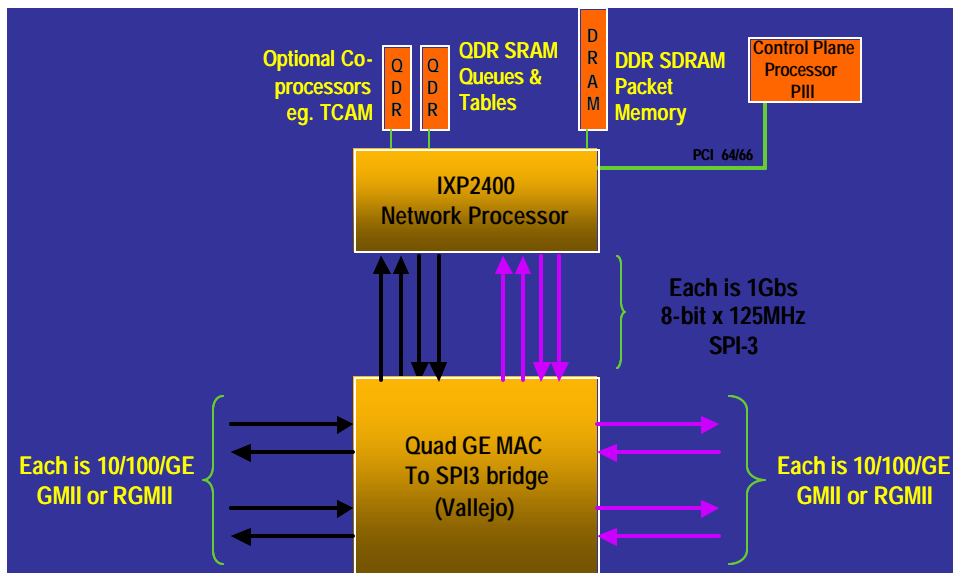 Optional Co-
processors
eg. TCAM
Q
D
R
Q
D
R
QDR SRAM
Queues &
Tables
D
R
A
M
DDR SDRAM
Packet
Memory
Control Plane
Processor
PIII
PCI 64/66
IXP2400
Network Processor
Each is 1Gbs
8-bit x 125MHz
SPI-3
Each is 10/100/GE
GMII or RGMII
Quad GE MAC
To SPI3 bridge
(Vallejo)
Each is 10/100/GE
GMII or RGMII